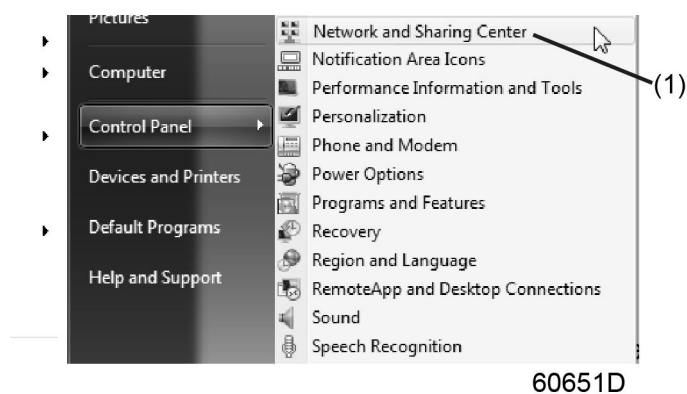 Pictures
Computer
Control Panel
Devices and Printers
Default Programs
Help and Support
Network and Sharing Center
Notification Area Icons
Performance Information and Tools
Personalization
Phone and Modem
Power Options
Programs and Features
Recovery
Region and Language
RemoteApp and Desktop Connections
Sound
Speech Recognition
(1)
60651D